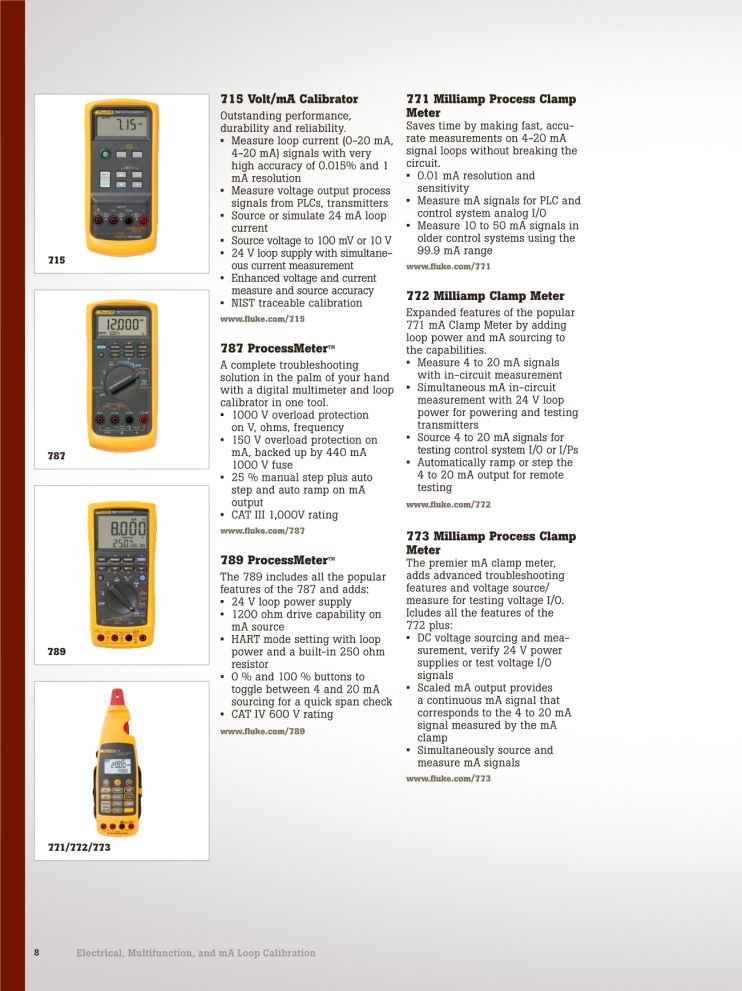 715
787
789
771/772/773
715 Volt/mA Calibrator
Outstanding performance,
durability and reliability.
▪ Measure loop current (0-20 mA,
4-20 mA) signals with very
high accuracy of 0.015% and 1
mA resolution
▪ Measure voltage output process
signals from PLCs, transmitters
▪ Source or simulate 24 mA loop
current
▪ Source voltage to 100 mV or 10 V
▪ 24 V loop supply with simultane-
ous current measurement
▪ Enhanced voltage and current
measure and source accuracy
▪ NIST traceable calibration
www.fluke.com/715
787 ProcessMeter™
A complete troubleshooting
solution in the palm of your hand
with a digital multimeter and loop
calibrator in one tool.
▪ 1000 V overload protection
on V, ohms, frequency
▪ 150 V overload protection on
mA, backed up by 440 mA
1000 V fuse
▪ 25 % manual step plus auto
step and auto ramp on mA
output
▪ CAT III 1,000V rating
www.fluke.com/787
789 ProcessMeter™
The 789 includes all the popular
features of the 787 and adds:
▪ 24 V loop power supply
▪ 1200 ohm drive capability on
mA source
▪ HART mode setting with loop
power and a built-in 250 ohm
resistor
▪ 0 % and 100 % buttons to
toggle between 4 and 20 mA
sourcing for a quick span check
▪ CAT IV 600 V rating
www.fluke.com/789
771 Milliamp Process Clamp
Meter
Saves time by making fast, accu-
rate measurements on 4-20 mA
signal loops without breaking the
circuit.
▪ 0.01 mA resolution and
sensitivity
▪ Measure mA signals for PLC and
control system analog I/O
▪ Measure 10 to 50 mA signals in
older control systems using the
99.9 mA range
www.fluke.com/771
772 Milliamp Clamp Meter
Expanded features of the popular
771 mA Clamp Meter by adding
loop power and mA sourcing to
the capabilities.
▪ Measure 4 to 20 mA signals
with in-circuit measurement
▪ Simultaneous mA in-circuit
measurement with 24 V loop
power for powering and testing
transmitters
▪ Source 4 to 20 mA signals for
testing control system I/O or I/Ps
▪ Automatically ramp or step the
4 to 20 mA output for remote
testing
www.fluke.com/772
773 Milliamp Process Clamp
Meter
The premier mA clamp meter,
adds advanced troubleshooting
features and voltage source/
measure for testing voltage I/O.
Icludes all the features of the
772 plus:
▪ DC voltage sourcing and mea-
surement, verify 24 V power
supplies or test voltage I/O
signals
▪ Scaled mA output provides
a continuous mA signal that
corresponds to the 4 to 20 mA
signal measured by the mA
clamp
▪ Simultaneously source and
measure mA signals
www.fluke.com/773
8 Electrical, Multifunction, and mA Loop Calibration